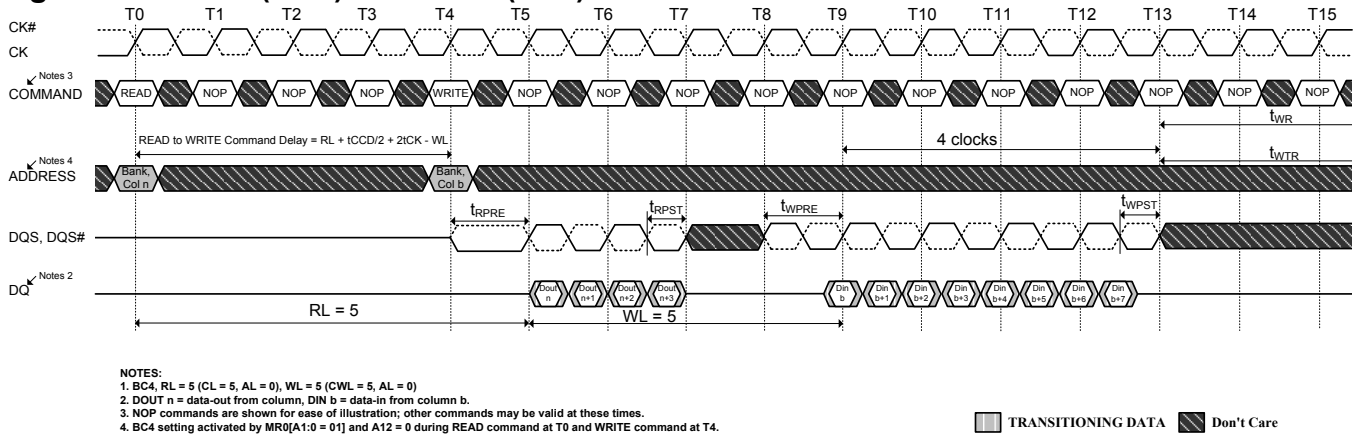 T0 T1 T2 T3 T4 T5 T6 T7 T8 T9 T10 T11 T12 T13 T14 T15
CK#
CK
Notes 3
COMMAND READ NOP NOP NOP WRITE NOP NOP NOP NOP NOP NOP NOP NOP NOP NOP NOP
tWR
READ to WRITE Command Delay = RL + tCCD/2 + 2tCK - WL
4 clocks
tWTR
Notes 4
ADDRESS Bank, Col n Bank, Col b
tRPRE tRPST tWPRE tWPST
DQS, DQS#
Notes 2
DQ Dout n Dout n+1 Dout n+2 Dout n+3 Din b Din b+1 Din b+2 Din b+3 Din b+4 Din b+5 Din b+6 Din b+7
RL = 5 WL = 5
NOTES:
1. BC4, RL = 5 (CL = 5, AL = 0), WL = 5 (CWL = 5, AL = 0)
2. DOUT n = data-out from column, DIN b = data-in from column b.
3. NOP commands are shown for ease of illustration; other commands may be valid at these times.
4. BC4 setting activated by MR0[A1:0 = 01] and A12 = 0 during READ command at T0 and WRITE command at T4.
TRANSITIONING DATA Don't Care